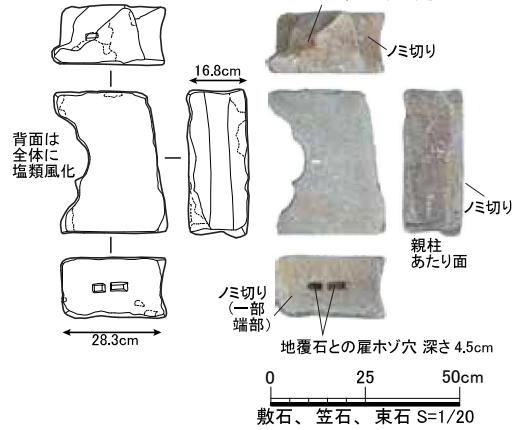 16.8cm
ノミ切り
背面は
全体に
塩類風化
ノミ切り
親柱
あたり面
ノミ切り
(一部
端部)
28.3cm
地覆石との雇ホゾ穴 深さ4.5cm
0 25 50cm
敷石、笠石、束石 S=1/20